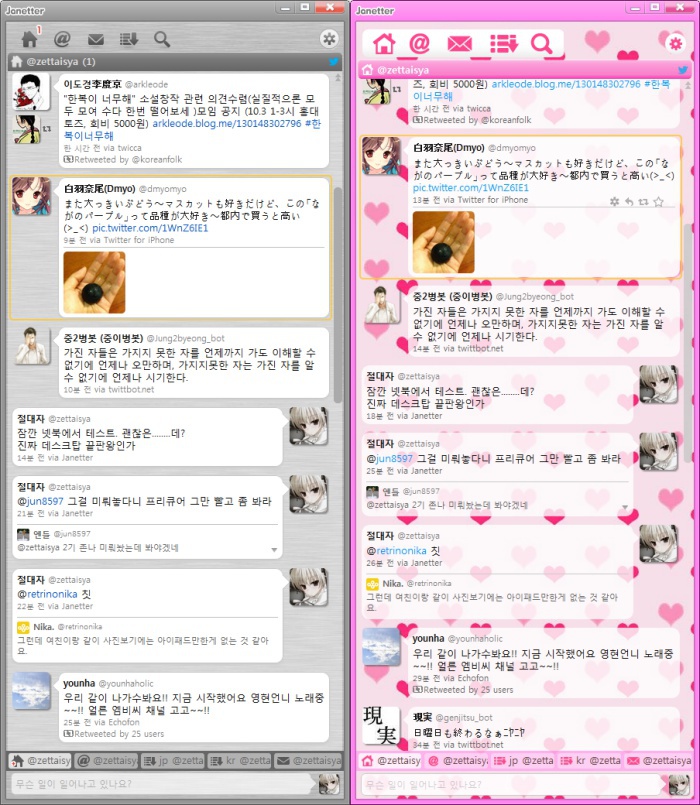 Janetter
1
@zettaisya (1)
이도경李度京 @arkleode
"한복이 너무해" 소설창작 관련 의견수렴(실질적으론 모
두 모여 수다 한번 떨어보세 )모임 공지 (10.3 1-3시 홍대
토즈, 회비 5000원) arkleode.blog.me/130148302796 #한
복이너무해
한 시간 전 via twicca
Retweeted by @koreanfolk
白羽奈尾(Dmyo) @dmyomyo
また大っきいぶどう～マスカットも好きだけど、この「な
がのパープル」って品種が大好き～都内で買うと高い
(>_<) pic.twitter.com/1WnZ6IE1
9분 전 via Twitter for iPhone
중2병봇 (중이병봇) @Jung2byeong_bot
가진 자들은 가지지 못한 자를 언제까지 가도 이해할 수
없기에 언제나 오만하며, 가지지못한 자는 가진 자를 알
수 없기에 언제나 시기한다.
10분 전 via twittbot.net
절대자 @zettaisya
잠깐 넷북에서 테스트. 괜찮은........데?
진짜 데스크탑 끝판왕인가
14분 전 via Janetter
절대자 @zettaisya
@jun8597 그걸 미뤄놓다니 프리큐어 그만 빨고 좀 봐라
21분 전 via Janetter
앤들 @jun8597
@zettaisya 2기 존나 미뤄놨는데 봐야겠네
절대자 @zettaisya
@retrinonika 짓
22분 전 via Janetter
Nika. @retrinonika
그런데 여친이랑 같이 사진보기에는 아이패드만한게 없는 것 같아
요.
younha @younhaholic
우리 같이 나가수봐요!! 지금 시작했어요 영현언니 노래중
~~!! 얼른 엠비씨 채널 고고~~!!
25분 전 via Echofon
Retweeted by 25 users
@zettaisy
@zettaisy
jp @zetta
kr @zetta
@zettaisya
무슨 일이 일어나고 있나요?
Janetter
@zettaisya
토즈, 회비 5000원) arkleode.blog.me/130148302796 #한복
이너무해
한 시간 전 via twicca
Retweeted by @koreanfolk
白羽奈尾(Dmyo) @dmyomyo
また大っきいぶどう～マスカットも好きだけど、この「な
がのパープル」って品種が大好き～都内で買うと高い(>_<)
pic.twitter.com/1WnZ6IE1
13분 전 via Twitter for iPhone
중2병봇 (중이병봇) @Jung2byeong_bot
가진 자들은 가지지 못한 자를 언제까지 가도 이해할 수
없기에 언제나 오만하며, 가지지못한 자는 가진 자를 알
수 없기에 언제나 시기한다.
14분 전 via twittbot.net
절대자 @zettaisya
잠깐 넷북에서 테스트. 괜찮은........데?
진짜 데스크탑 끝판왕인가
18분 전 via Janetter
절대자 @zettaisya
@jun8597 그걸 미뤄놓다니 프리큐어 그만 빨고 좀 봐라
25분 전 via Janetter
앤들 @jun8597
@zettaisya 2기 존나 미뤄놨는데 봐야겠네
절대자 @zettaisya
@retrinonika 짓
26분 전 via Janetter
Nika. @retrinonika
그런데 여친이랑 같이 사진보기에는 아이패드만한게 없는 것 같아
요.
younha @younhaholic
우리 같이 나가수봐요!! 지금 시작했어요 영현언니 노래중
~~!! 얼른 엠비씨 채널 고고~~!!
29분 전 via Echofon
Retweeted by 25 users
現実
現実 @genjitsu_bot
日曜日も終わるなぁﾆﾔﾆﾔ
34분 전 via twittbot.net
@zettaisy
@zettaisy
jp @zetta
kr @zetta
@zettaisya
무슨 일이 일어나고 있나요?